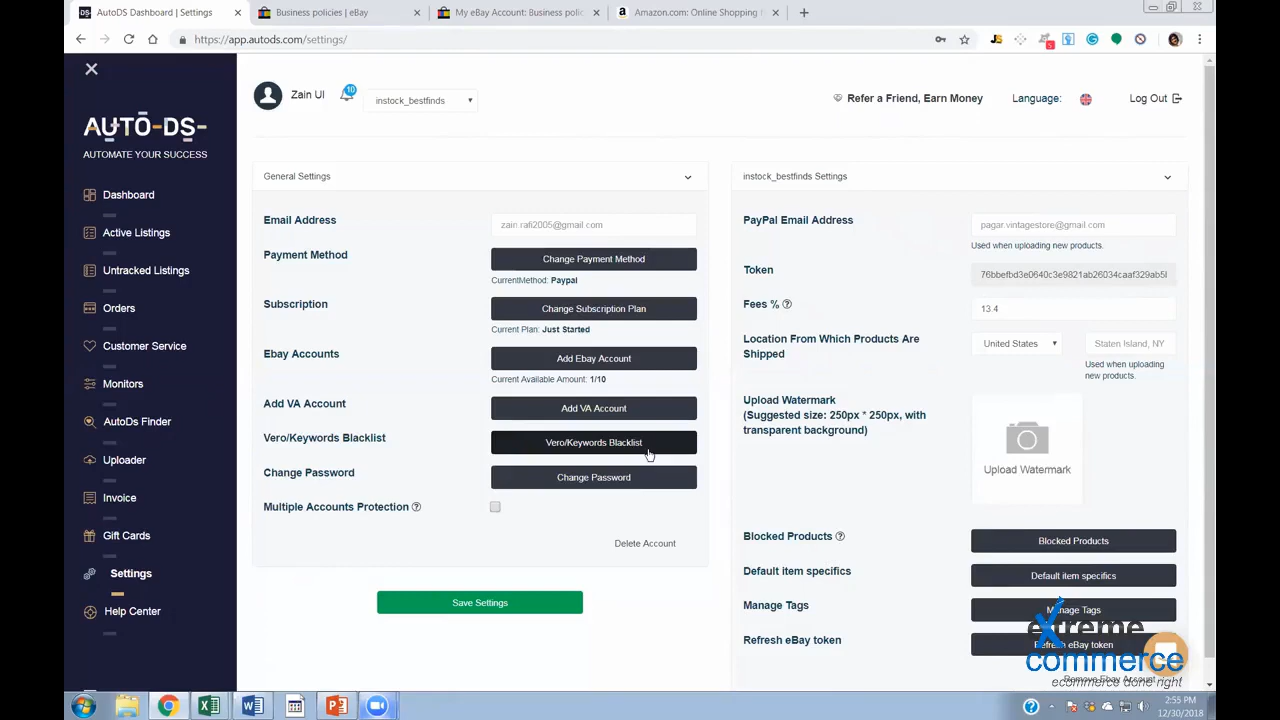 AutoDS Dashboard | Settings
Business policies | eBay
My eBay Account: Business polic
Amazon.com: Online Shopping f
https://app.autods.com/settings/
JS
5
AUTO-DS-
AUTOMATE YOUR SUCCESS
Dashboard
Active Listings
Untracked Listings
Orders
Customer Service
Monitors
AutoDs Finder
Uploader
Invoice
Gift Cards
Settings
Help Center
Zain Ul
10
instock_bestfinds
Refer a Friend, Earn Money
Language:
Log Out
General Settings
Email Address
zain.rafi2005@gmail.com
Payment Method
Change Payment Method
CurrentMethod: Paypal
Subscription
Change Subscription Plan
Current Plan: Just Started
Ebay Accounts
Add Ebay Account
Current Available Amount: 1/10
Add VA Account
Add VA Account
Vero/Keywords Blacklist
Vero/Keywords Blacklist
Change Password
Change Password
Multiple Accounts Protection
Delete Account
Save Settings
instock_bestfinds Settings
PayPal Email Address
pagar.vintagestore@gmail.com
Used when uploading new products.
Token
76bbefbd3e0640c3e9821ab26034caaf329ab5
Fees %
13.4
Location From Which Products Are
Shipped
United States
Staten Island, NY
Used when uploading
new products.
Upload Watermark
(Suggested size: 250px * 250px, with
transparent background)
Upload Watermark
Blocked Products
Blocked Products
Default item specifics
Default item specifics
Manage Tags
Manage Tags
Refresh eBay token
Refresh eBay token
Remove Ebay Account
extreme
commerce
ecommerce done right
2:55 PM
12/30/2018